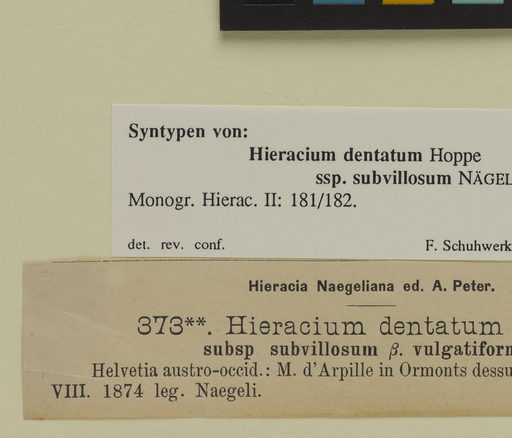 Syntypen von:
Hieracium dentatum Hoppe
ssp. subvillosum NÄGEL
Monogr. Hierac. II: 181/182.
det. rev. conf. F. Schuhwerk
Hieracia Naegeliana ed. A. Peter.
373**. Hieracium dentatum
subsp subvillosum β. vulgatiform
Helvetia austro-occid.: M. d'Arpille in Ormonts dessu
VIII. 1874 leg. Naegeli.